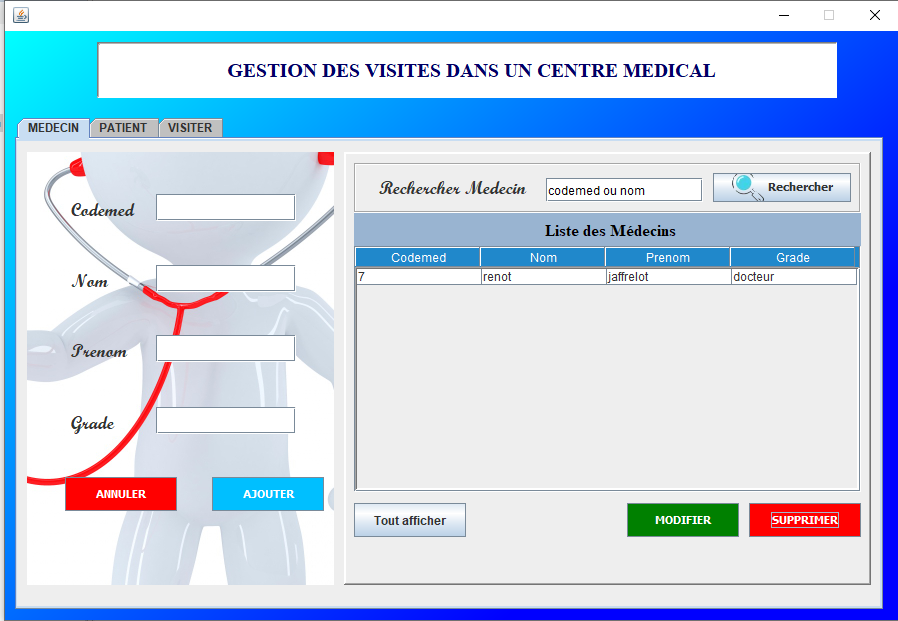 GESTION DES VISITES DANS UN CENTRE MEDICAL
MEDECIN PATIENT VISITER
Codemed
Nom
Prenom
Grade
ANNULER AJOUTER
Rechercher Medecin codemed ou nom Rechercher
Liste des Médecins
Codemed Nom Prenom Grade
7 renot jaffrelot docteur
Tout afficher MODIFIER SUPPRIMER